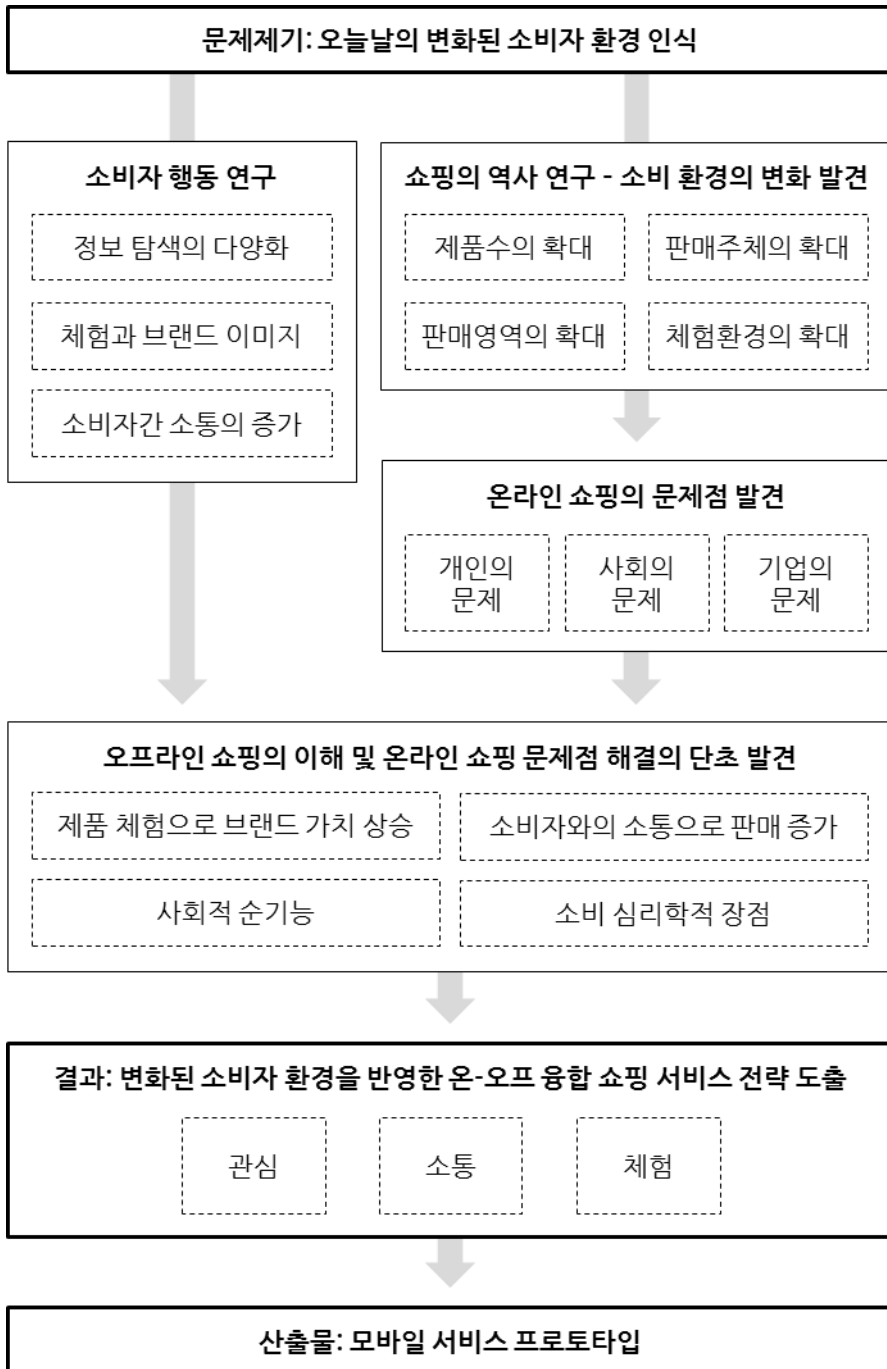 문제제기: 오늘날의 변화된 소비자 환경 인식
소비자 행동 연구
정보 탐색의 다양화
체험과 브랜드 이미지
소비자간 소통의 증가
쇼핑의 역사 연구 - 소비 환경의 변화 발견
제품수의 확대
판매주체의 확대
판매영역의 확대
체험환경의 확대
온라인 쇼핑의 문제점 발견
개인의
문제
사회의
문제
기업의
문제
오프라인 쇼핑의 이해 및 온라인 쇼핑 문제점 해결의 단초 발견
제품 체험으로 브랜드 가치 상승
소비자와의 소통으로 판매 증가
사회적 순기능
소비 심리학적 장점
결과: 변화된 소비자 환경을 반영한 온-오프 융합 쇼핑 서비스 전략 도출
관심
소통
체험
산출물: 모바일 서비스 프로토타입